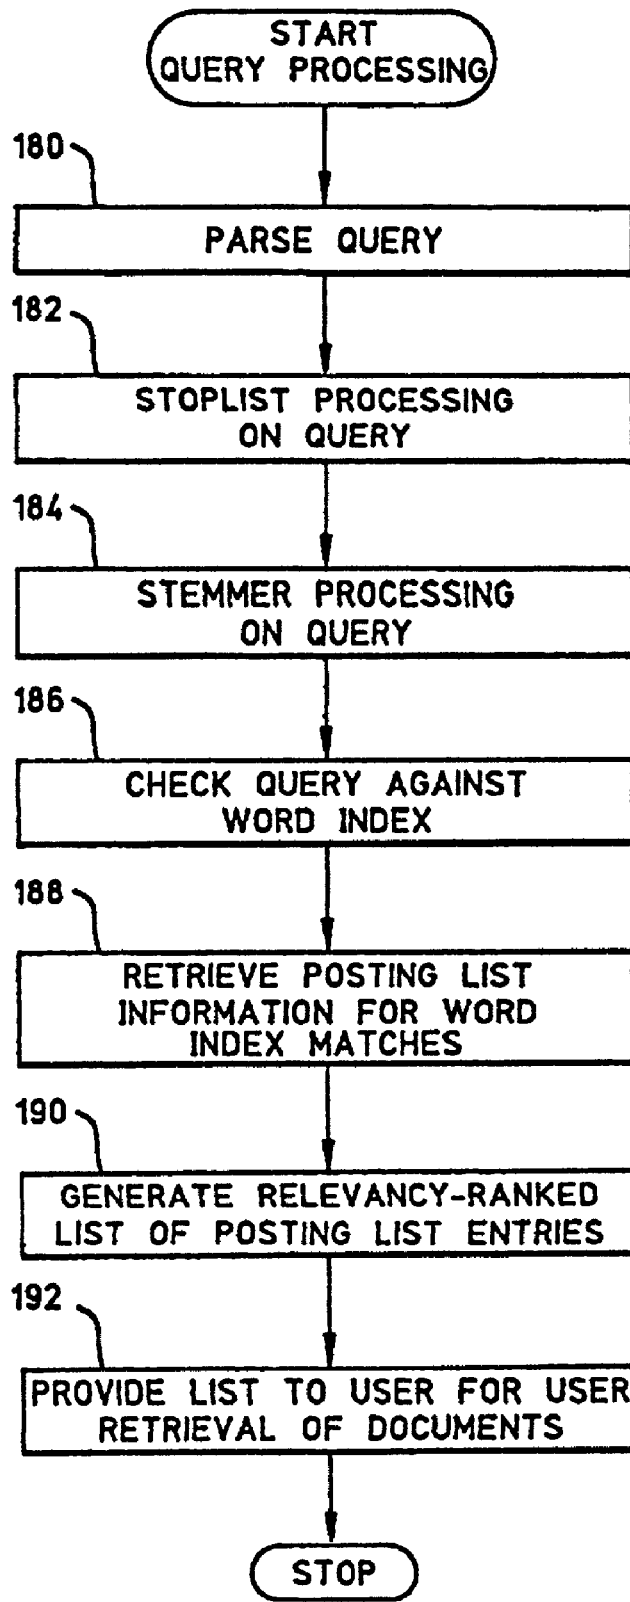 START
QUERY PROCESSING
180
PARSE QUERY
182
STOPLIST PROCESSING
ON QUERY
184
STEMMER PROCESSING
ON QUERY
186
CHECK QUERY AGAINST
WORD INDEX
188
RETRIEVE POSTING LIST
INFORMATION FOR WORD
INDEX MATCHES
190
GENERATE RELEVANCY-RANKED
LIST OF POSTING LIST ENTRIES
192
PROVIDE LIST TO USER FOR USER
RETRIEVAL OF DOCUMENTS
STOP